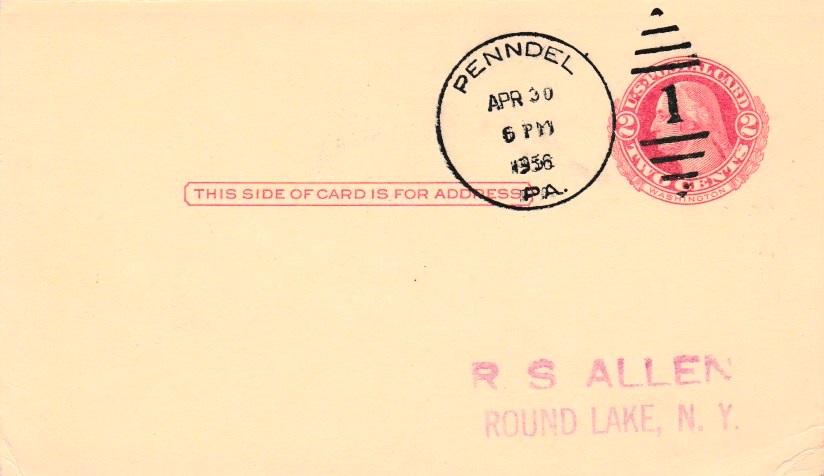 PENNDEL
APR 30
6 PM
1956
PA.
1
U.S. POSTAL CARD
2 2
TWO CENTS
WASHINGTON
THIS SIDE OF CARD IS FOR ADDRESS
R S ALLEN
ROUND LAKE, N. Y.